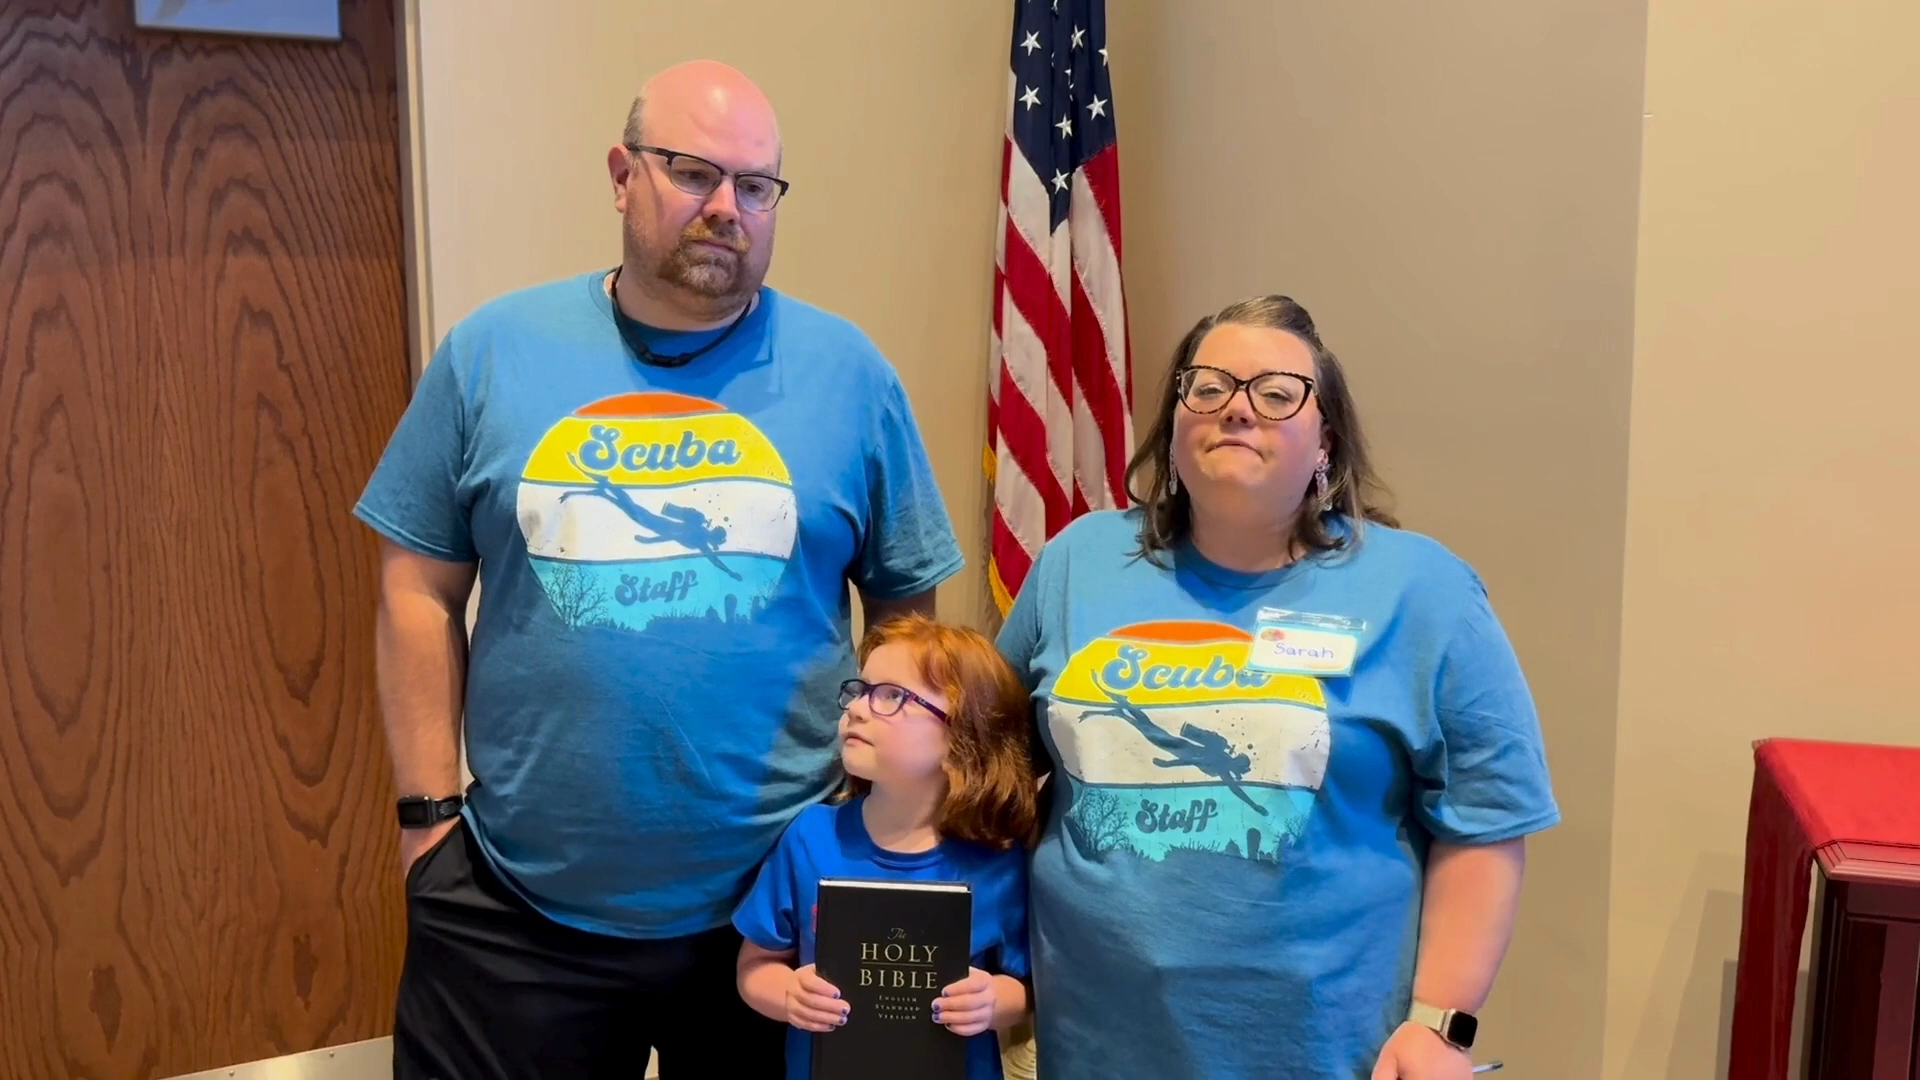 Scuba
Staff
Sarah
Scuba
Staff
The
HOLY
BIBLE
ENGLISH
STANDARD
VERSION